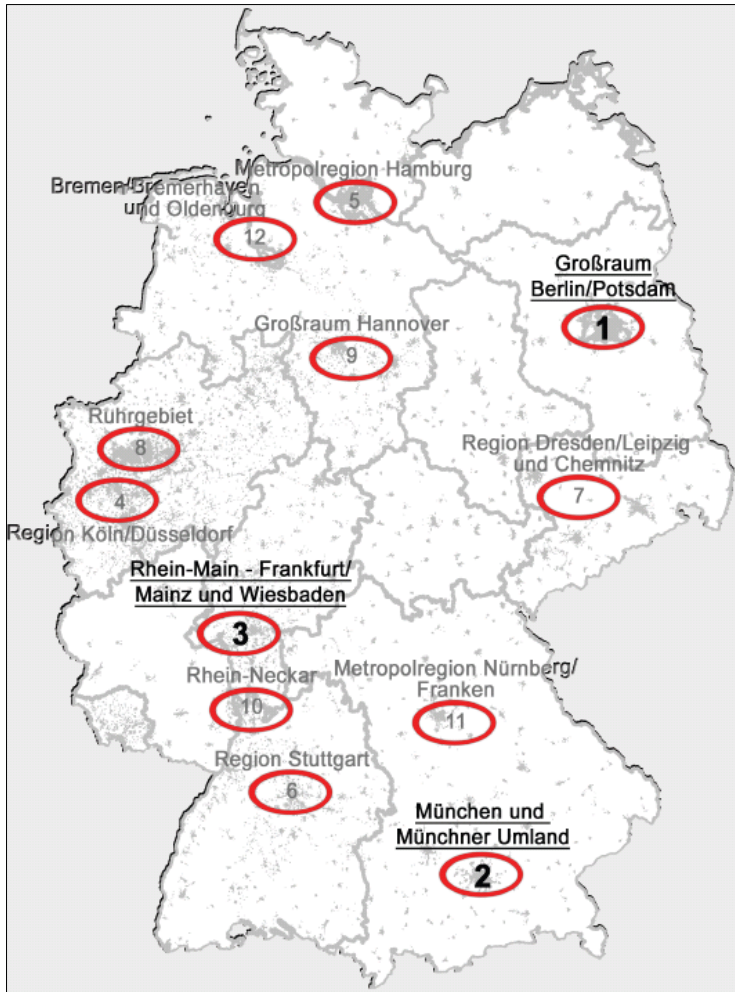 Metropolregion Hamburg
5
Bremen/Bremerhaven
und Oldenburg
12
Großraum
Berlin/Potsdam
1
Großraum Hannover
9
Ruhrgebiet
8
4
Region Köln/Düsseldorf
Region Dresden/Leipzig
und Chemnitz
7
Rhein-Main - Frankfurt/
Mainz und Wiesbaden
3
Rhein-Neckar
10
Metropolregion Nürnberg/
Franken
11
Region Stuttgart
6
München und
Münchner Umland
2